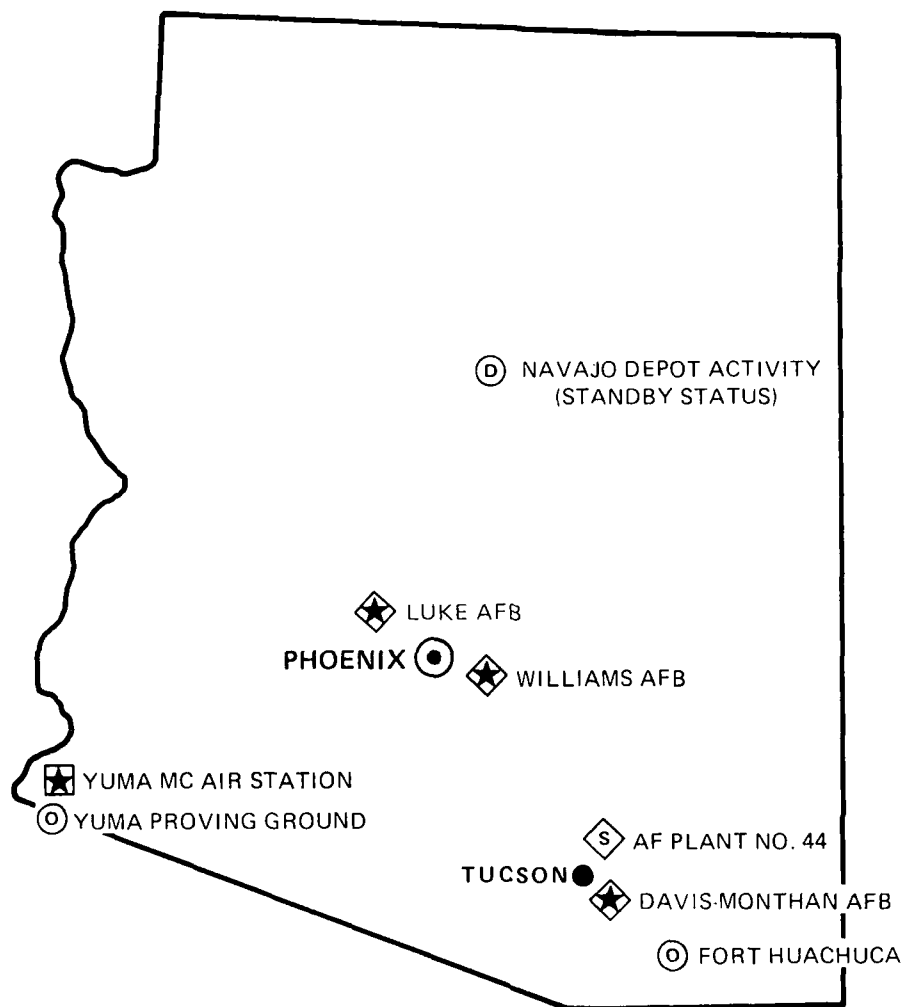 D NAVAJO DEPOT ACTIVITY
(STANDBY STATUS)
LUKE AFB
PHOENIX
WILLIAMS AFB
YUMA MC AIR STATION
O YUMA PROVING GROUND
S AF PLANT NO. 44
TUCSON
DAVIS-MONTHAN AFB
O FORT HUACHUCA